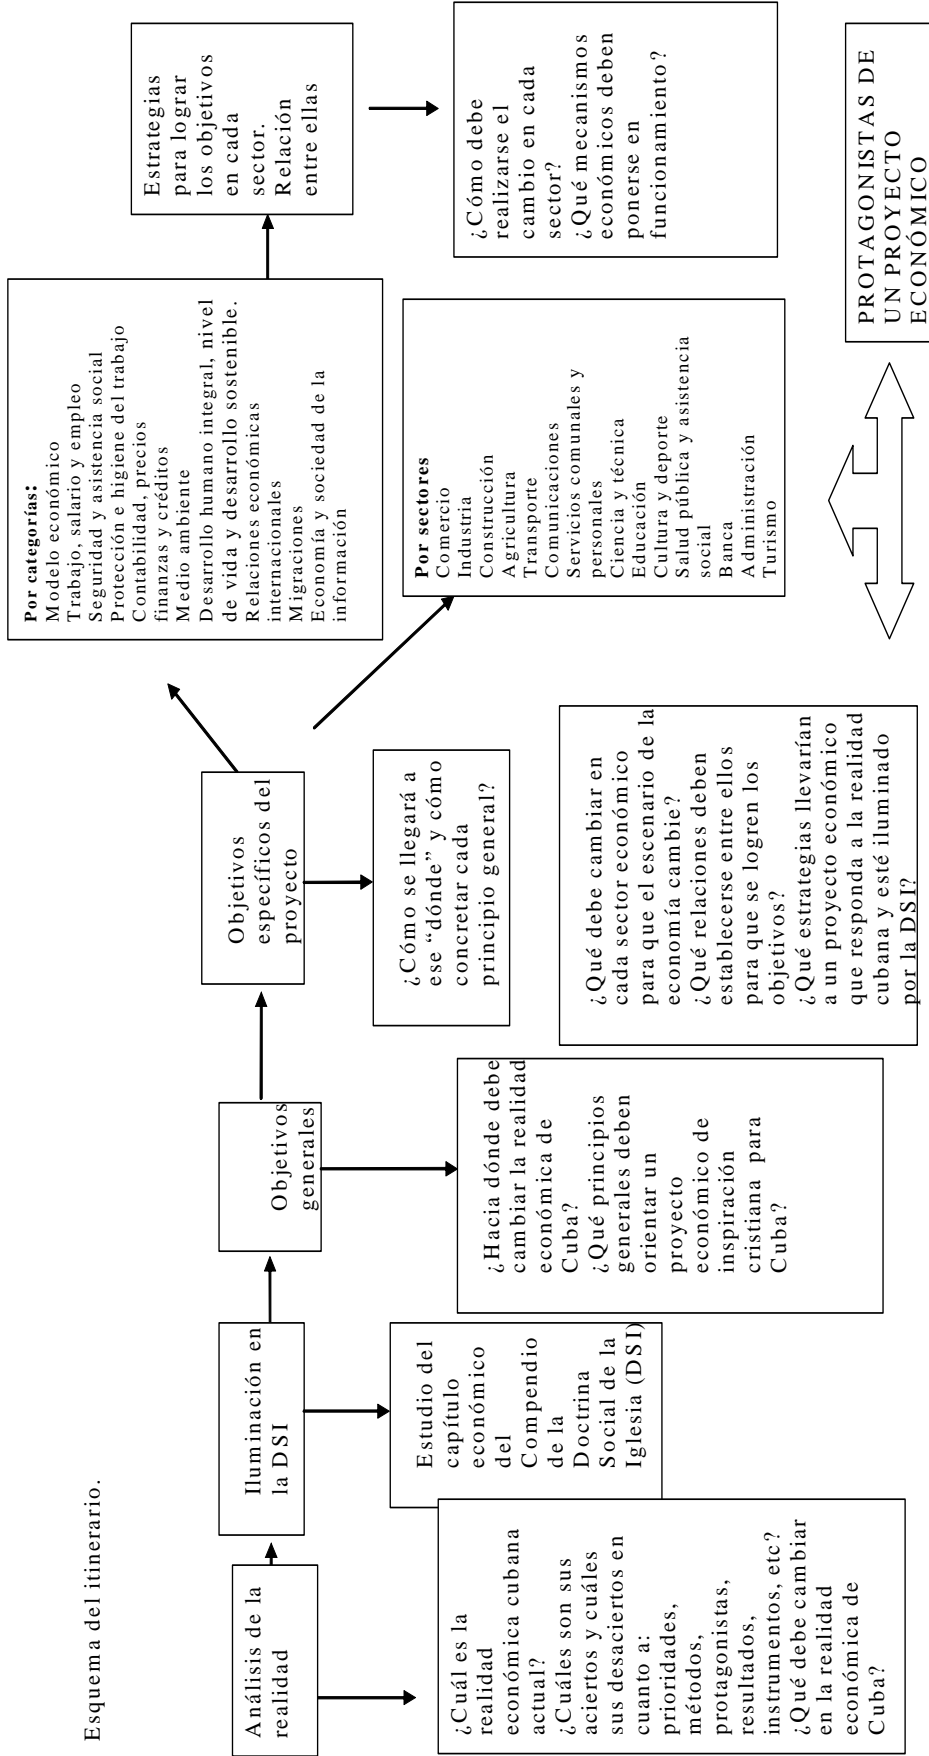 Esquema del itinerario.
Análisis de la
realidad
Iluminación en
la DSI
Objetivos
generales
Objetivos
específicos del
proyecto
Por categorías:
Modelo económico
Trabajo, salario y empleo
Seguridad y asistencia social
Protección e higiene del trabajo
Contabilidad, precios
finanzas y créditos
Medio ambiente
Desarrollo humano integral, nivel
de vida y desarrollo sostenible.
Relaciones económicas
internacionales
Migraciones
Economía y sociedad de la
información
Estrategias
para lograr
los objetivos
en cada
sector.
Relación
entre ellas
¿Cuál es la
realidad
económica cubana
actual?
¿Cuáles son sus
aciertos y cuáles
sus desaciertos en
cuanto a:
prioridades,
métodos,
protagonistas,
resultados,
instrumentos, etc?
¿Qué debe cambiar
en la realidad
económica de
Cuba?
Estudio del
capítulo
económico
del
Compendio
de la
Doctrina
Social de la
Iglesia (DSI)
¿Hacia dónde debe
cambiar la realidad
económica de
Cuba?
¿Qué principios
generales deben
orientar un
proyecto
económico de
inspiración
cristiana para
Cuba?
¿Cómo se llegará a
ese “dónde” y cómo
concretar cada
principio general?
Por sectores
Comercio
Industria
Construcción
Agricultura
Transporte
Comunicaciones
Servicios comunales y
personales
Ciencia y técnica
Educación
Cultura y deporte
Salud pública y asistencia
social
Banca
Administración
Turismo
¿Cómo debe
realizarse el
cambio en cada
sector?
¿Qué mecanismos
económicos deben
ponerse en
funcionamiento?
¿Qué debe cambiar en
cada sector económico
para que el escenario de la
economía cambie?
¿Qué relaciones deben
establecerse entre ellos
para que se logren los
objetivos?
¿Qué estrategias llevarían
a un proyecto económico
que responda a la realidad
cubana y esté iluminado
por la DSI?
PROTAGONISTAS DE
UN PROYECTO
ECONÓMICO